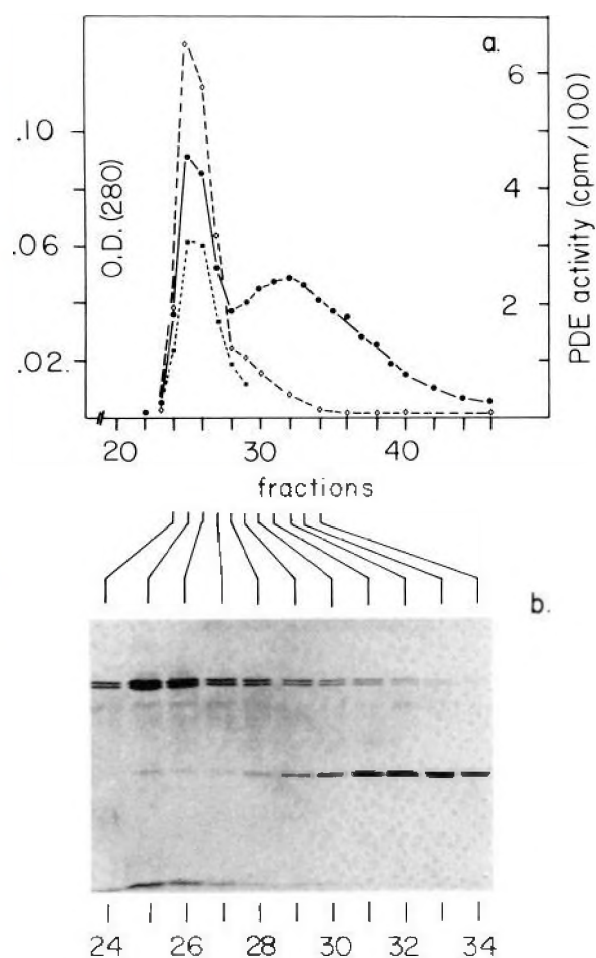 a.
.10
.06
.02
O.D. (280)
6
4
2
PDE activity (cpm/100)
20 30 40
fractions
b.
24 26 28 30 32 34